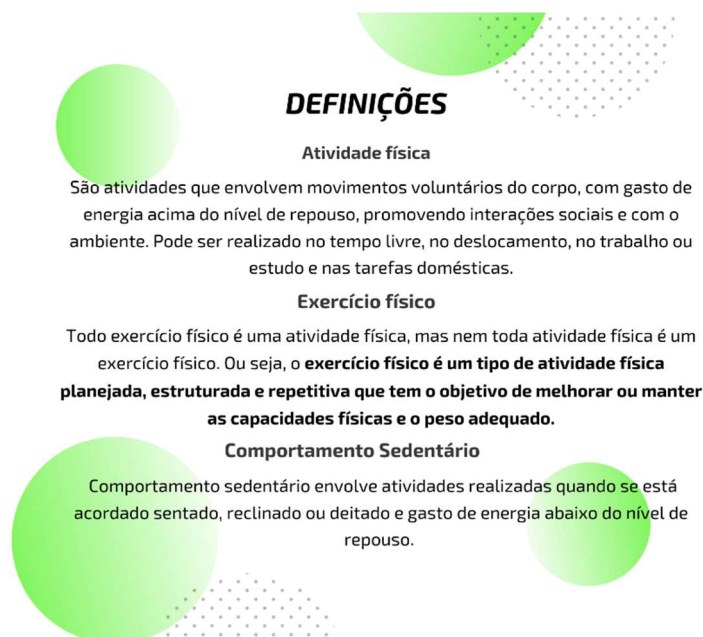 DEFINIÇÕES
Atividade física
São atividades que envolvem movimentos voluntários do corpo, com gasto de
energia acima do nível de repouso, promovendo interações sociais e com o
ambiente. Pode ser realizado no tempo livre, no deslocamento, no trabalho ou
estudo e nas tarefas domésticas.
Exercício físico
Todo exercício físico é uma atividade física, mas nem toda atividade física é um
exercício físico. Ou seja, o exercício físico é um tipo de atividade física
planejada, estruturada e repetitiva que tem o objetivo de melhorar ou manter
as capacidades físicas e o peso adequado.
Comportamento Sedentário
Comportamento sedentário envolve atividades realizadas quando se está
acordado sentado, reclinado ou deitado e gasto de energia abaixo do nível de
repouso.